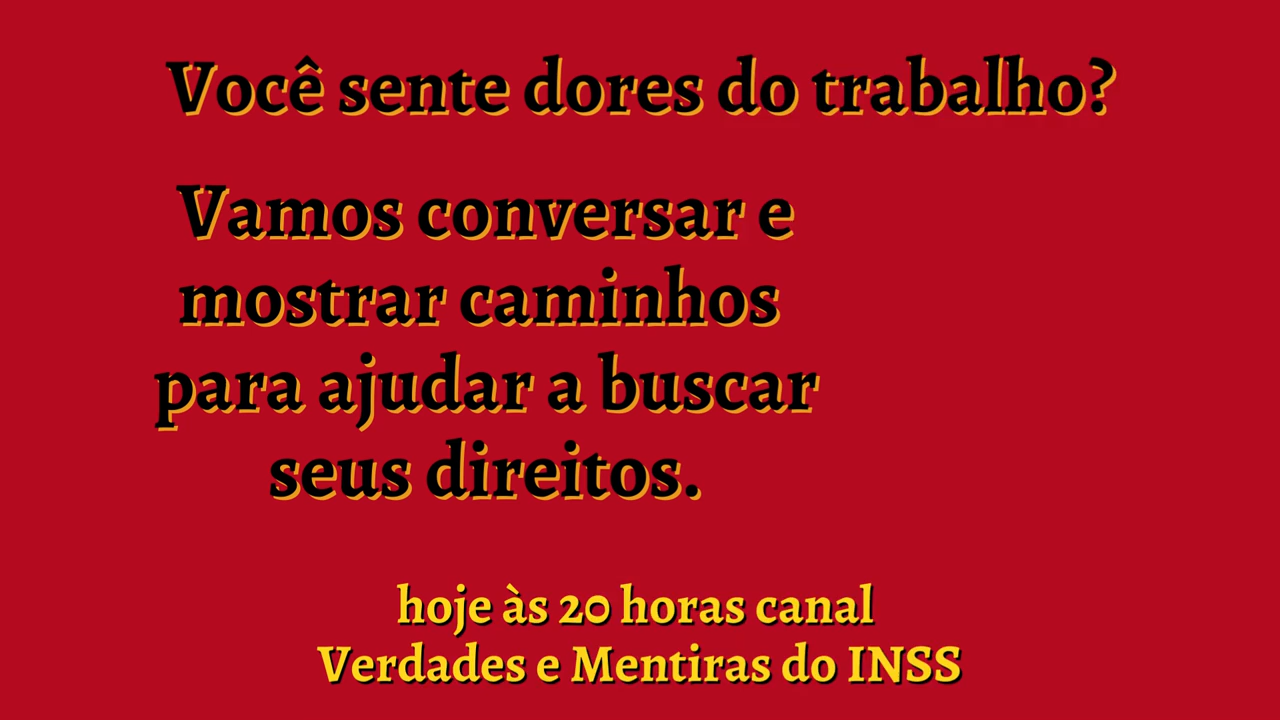 Você sente dores do trabalho?
Vamos conversar e
mostrar caminhos
para ajudar a buscar
seus direitos.
hoje às 20 horas canal
Verdades e Mentiras do INSS